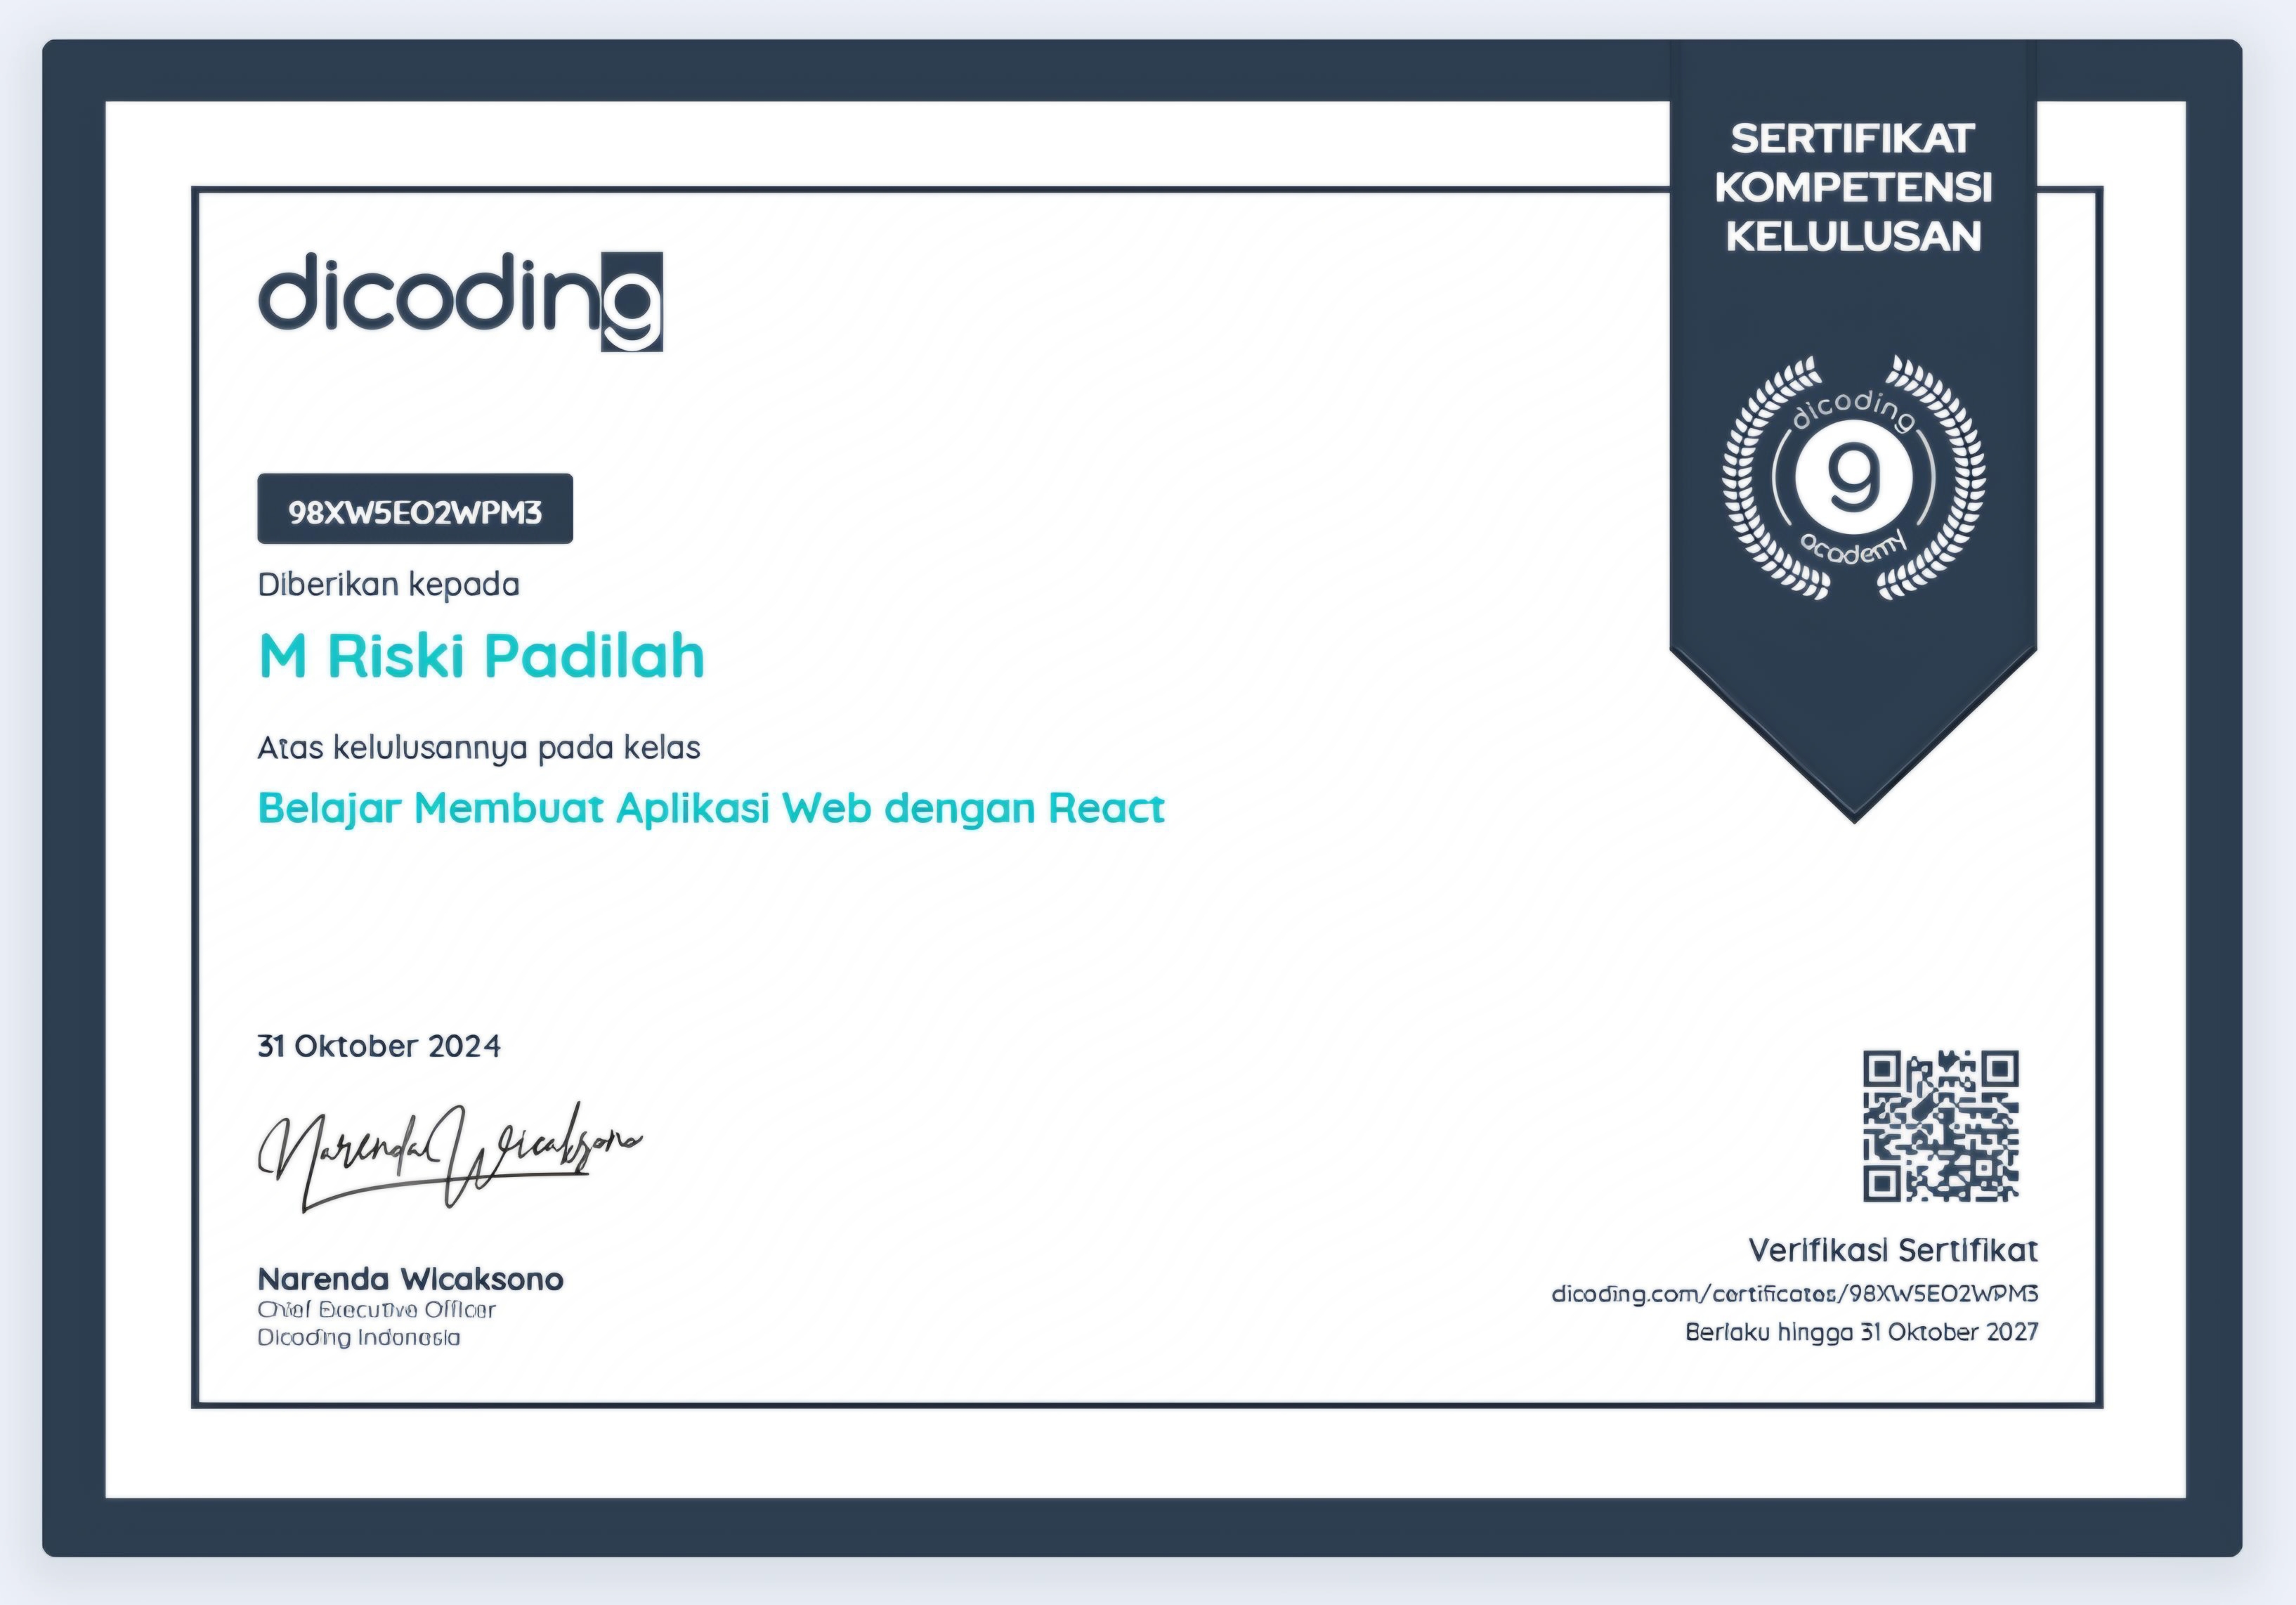 SERTIFIKAT
KOMPETENSI
KELULUSAN
dicoding
dicoding
9
academy
98XW5EO2WPM3
Diberikan kepada
M Riski Padilah
Atas kelulusannya pada kelas
Belajar Membuat Aplikasi Web dengan React
31 Oktober 2024
Narenda Wicaksono
Narenda Wicaksono
Chief Executive Officer
Dicoding Indonesia
Verifikasi Sertifikat
dicoding.com/certificates/98XW5EO2WPM3
Berlaku hingga 31 Oktober 2027